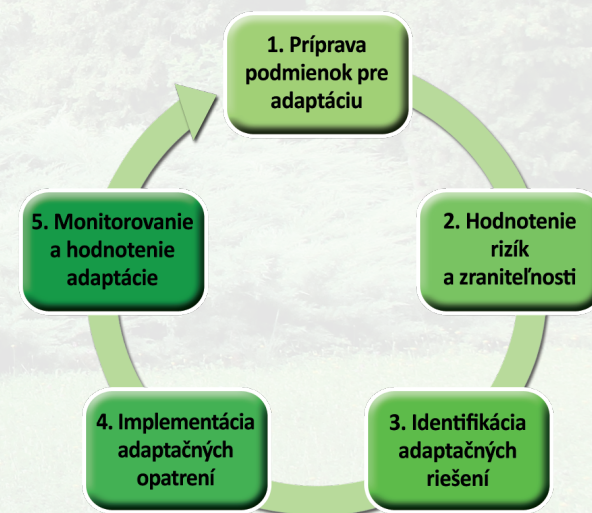 1. Príprava
podmienok pre
adaptáciu
2. Hodnotenie
rizík
a zraniteľnosti
3. Identifikácia
adaptačných
riešení
4. Implementácia
adaptačných
opatrení
5. Monitorovanie
a hodnotenie
adaptácie